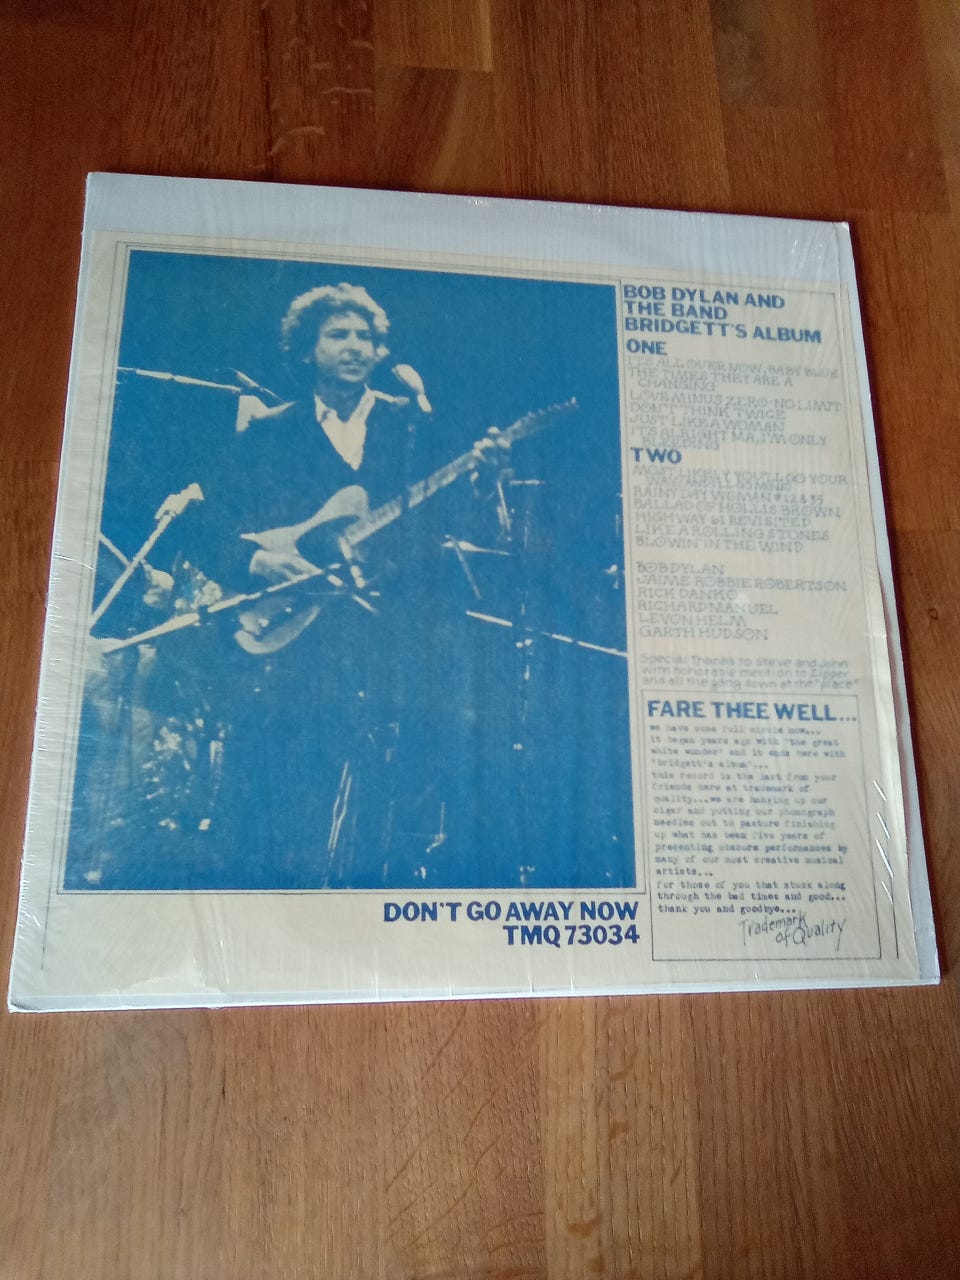 BOB DYLAN AND
THE BAND
BRIDGETT'S ALBUM
ONE
IT'S ALL OVER NOW, BABY BLUE
THE TIMES THEY ARE A
CHANGING
LOVE MINUS ZERO-NO LIMIT
DON'T THINK TWICE
JUST LIKE A WOMAN
IT'S ALRIGHT MA, I'M ONLY
BLEEDING
TWO
MOST LIKELY YOU'LL GO YOUR
WAY AND I'LL GO MINE
RAINY DAY WOMAN #12 & 35
BALLAD OF HOLLIS BROWN
HIGHWAY 61 REVISITED
LIKE A ROLLING STONES
BLOWIN' IN THE WIND
BOB DYLAN
JAIME ROBBIE ROBERTSON
RICK DANKO
RICHARD MANUEL
LEVON HELM
GARTH HUDSON
Special Thanks to Steve and John
with honorable mention to Zipper
and all the gang down at the "place"
FARE THEE WELL...
we have come full circle now...
it began years ago with "the great
white wonder" and it ends here with
"bridgett's album"...
this record is the last from your
friends here at trademark of
quality...we are hanging up our
cigar and putting our phonograph
needles out to pasture finishing
up what has been five years of
presenting obscure performances by
many of our most creative musical
artists...
for those of you that stuck along
through the bad times and good...
thank you and goodbye...
Trademark
of Quality
DON'T GO AWAY NOW
TMQ 73034